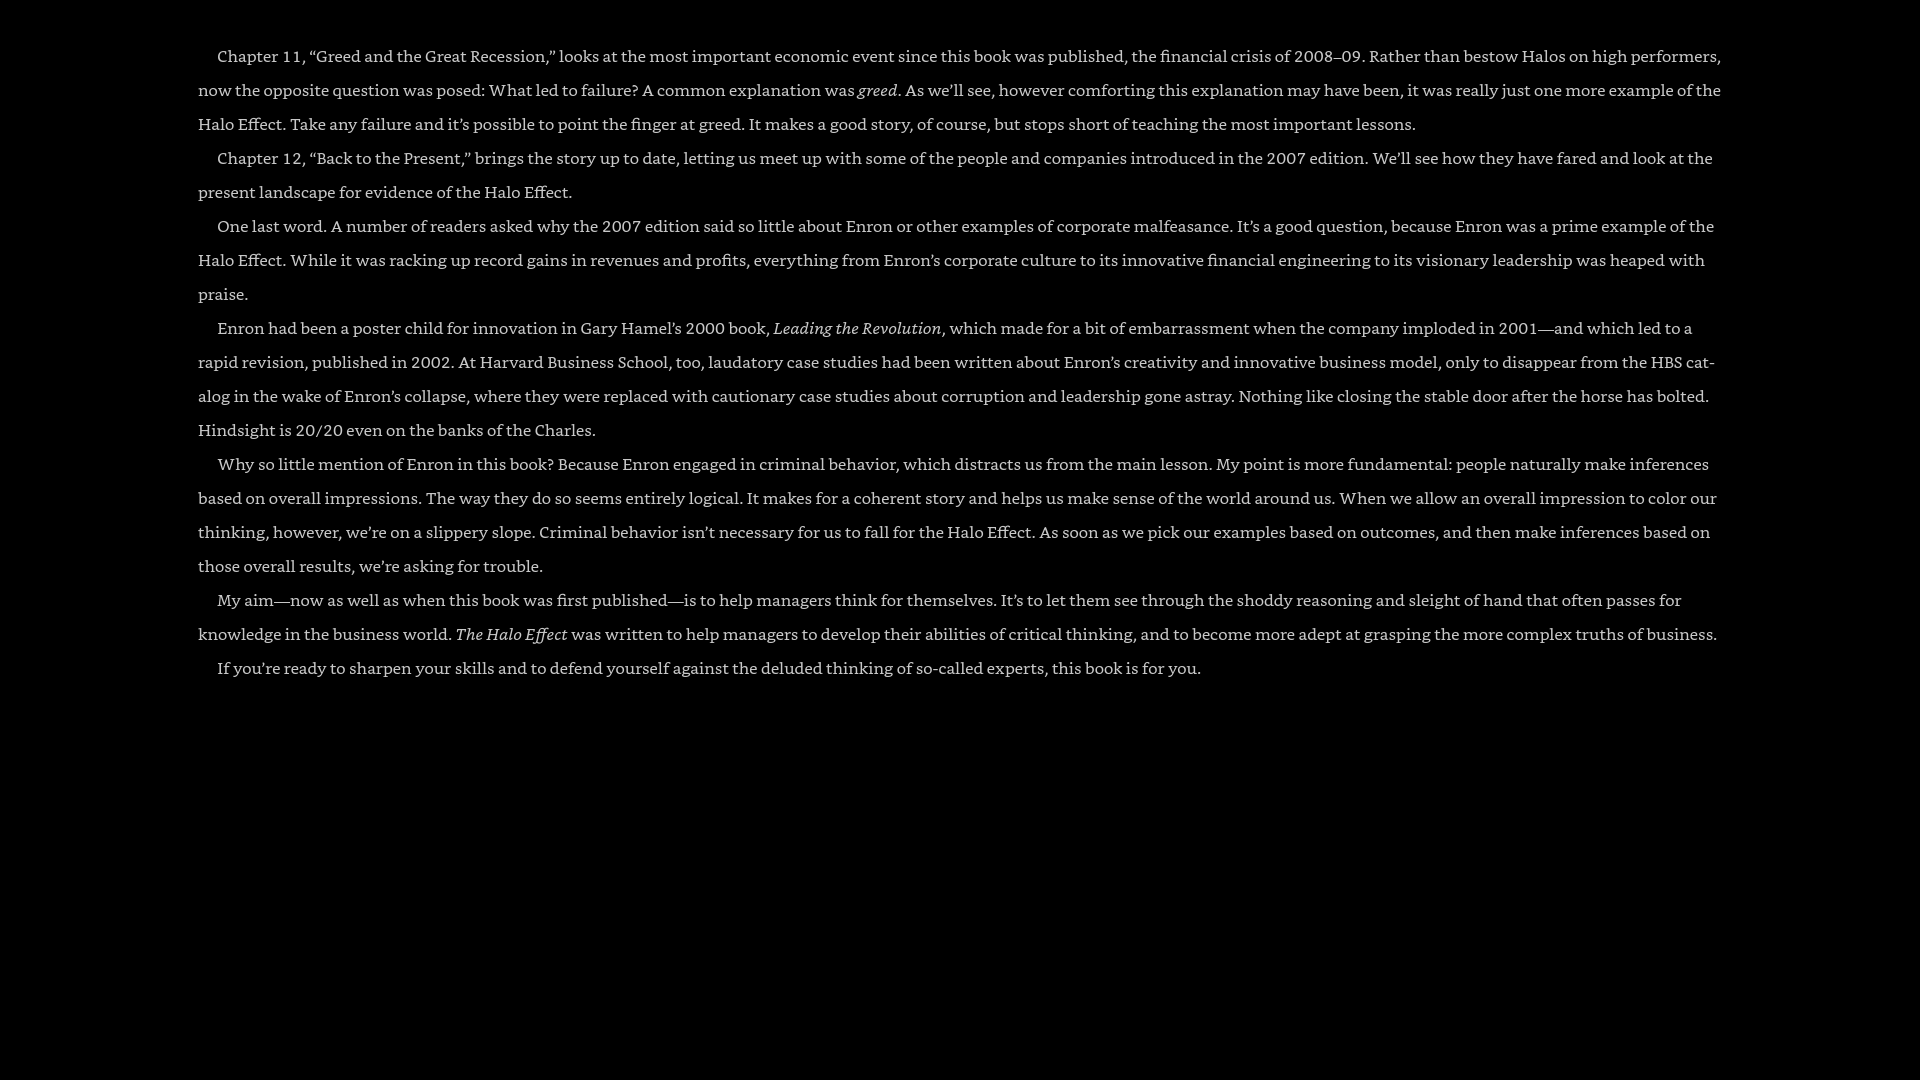 Chapter 11, “Greed and the Great Recession,” looks at the most important economic event since this book was published, the financial crisis of 2008–09. Rather than bestow Halos on high performers,
now the opposite question was posed: What led to failure? A common explanation was greed. As we’ll see, however comforting this explanation may have been, it was really just one more example of the
Halo Effect. Take any failure and it’s possible to point the finger at greed. It makes a good story, of course, but stops short of teaching the most important lessons.
Chapter 12, “Back to the Present,” brings the story up to date, letting us meet up with some of the people and companies introduced in the 2007 edition. We’ll see how they have fared and look at the
present landscape for evidence of the Halo Effect.
One last word. A number of readers asked why the 2007 edition said so little about Enron or other examples of corporate malfeasance. It’s a good question, because Enron was a prime example of the
Halo Effect. While it was racking up record gains in revenues and profits, everything from Enron’s corporate culture to its innovative financial engineering to its visionary leadership was heaped with
praise.
Enron had been a poster child for innovation in Gary Hamel’s 2000 book, Leading the Revolution, which made for a bit of embarrassment when the company imploded in 2001—and which led to a
rapid revision, published in 2002. At Harvard Business School, too, laudatory case studies had been written about Enron’s creativity and innovative business model, only to disappear from the HBS cat-
alog in the wake of Enron’s collapse, where they were replaced with cautionary case studies about corruption and leadership gone astray. Nothing like closing the stable door after the horse has bolted.
Hindsight is 20/20 even on the banks of the Charles.
Why so little mention of Enron in this book? Because Enron engaged in criminal behavior, which distracts us from the main lesson. My point is more fundamental: people naturally make inferences
based on overall impressions. The way they do so seems entirely logical. It makes for a coherent story and helps us make sense of the world around us. When we allow an overall impression to color our
thinking, however, we’re on a slippery slope. Criminal behavior isn’t necessary for us to fall for the Halo Effect. As soon as we pick our examples based on outcomes, and then make inferences based on
those overall results, we’re asking for trouble.
My aim—now as well as when this book was first published—is to help managers think for themselves. It’s to let them see through the shoddy reasoning and sleight of hand that often passes for
knowledge in the business world. The Halo Effect was written to help managers to develop their abilities of critical thinking, and to become more adept at grasping the more complex truths of business.
If you’re ready to sharpen your skills and to defend yourself against the deluded thinking of so-called experts, this book is for you.